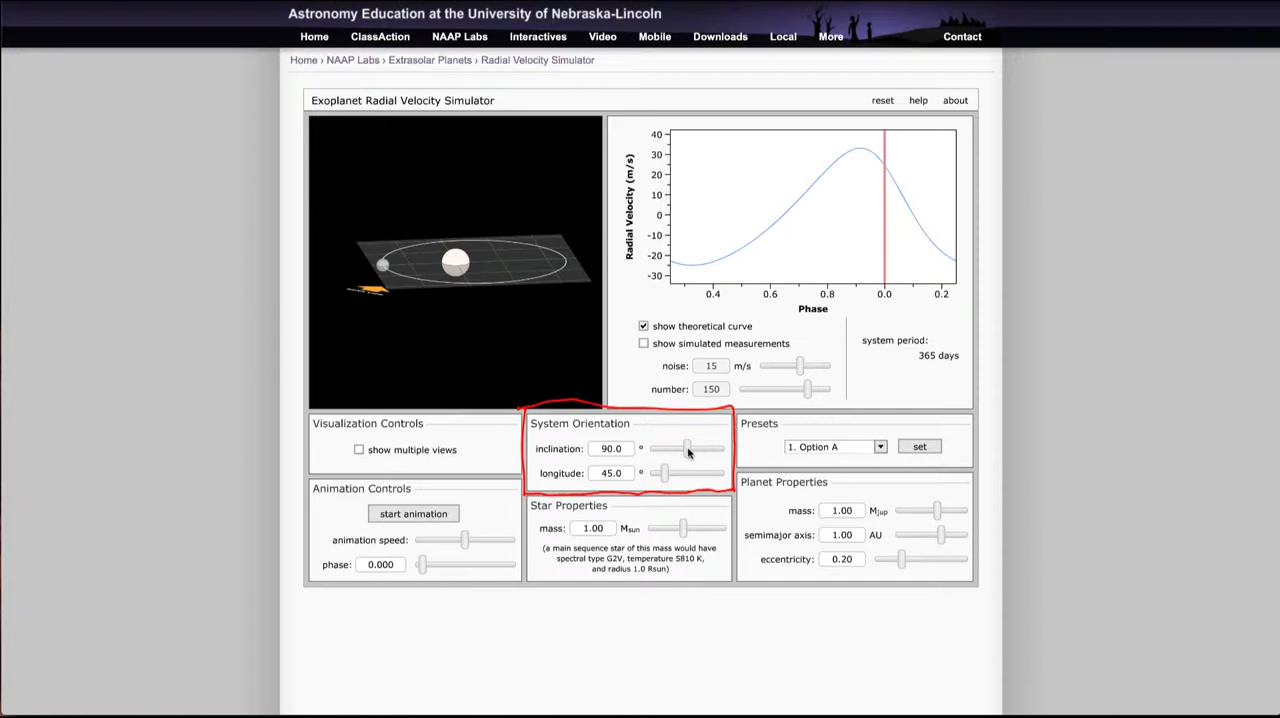 Astronomy Education at the University of Nebraska-Lincoln
Home ClassAction NAAP Labs Interactives Video Mobile Downloads Local More Contact
Home › NAAP Labs › Extrasolar Planets › Radial Velocity Simulator
Exoplanet Radial Velocity Simulator reset help about
Radial Velocity (m/s)
40
30
20
10
0
-10
-20
-30
0.4 0.6 0.8 0.0 0.2
Phase
show theoretical curve
show simulated measurements
noise: 15 m/s
number: 150
system period:
365 days
Visualization Controls
show multiple views
System Orientation
inclination: 90.0 °
longitude: 45.0 °
Presets
1. Option A set
Animation Controls
start animation
animation speed:
phase: 0.000
Star Properties
mass: 1.00 Msun
(a main sequence star of this mass would have
spectral type G2V, temperature 5810 K,
and radius 1.0 Rsun)
Planet Properties
mass: 1.00 Mjup
semimajor axis: 1.00 AU
eccentricity: 0.20